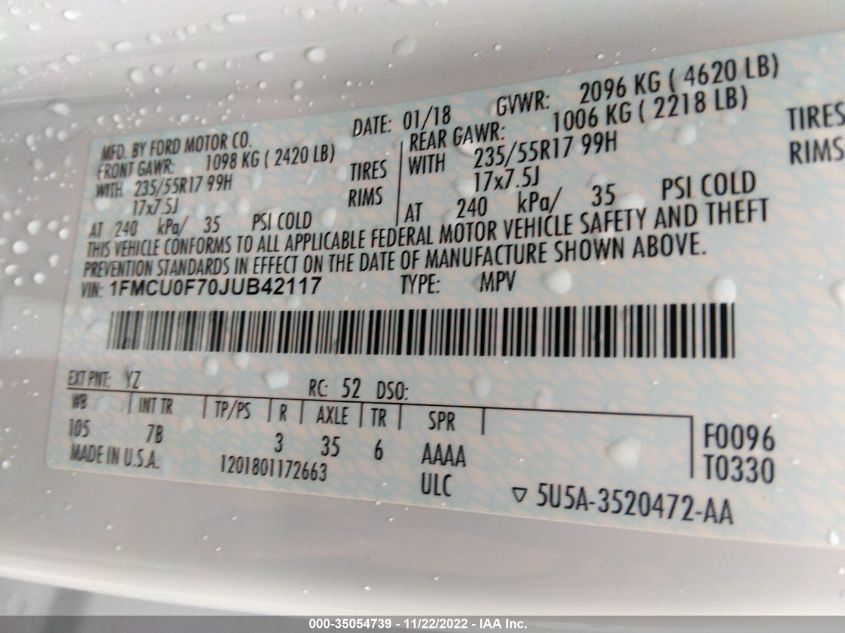 MFD. BY FORD MOTOR CO. DATE: 01/18 GVWR: 2096 KG ( 4620 LB)
FRONT GAWR: 1098 KG ( 2420 LB) REAR GAWR: 1006 KG ( 2218 LB)
WITH 235/55R17 99H TIRES WITH 235/55R17 99H TIRES
17x7.5J RIMS 17x7.5J RIMS
AT 240 kPa/ 35 PSI COLD AT 240 kPa/ 35 PSI COLD
THIS VEHICLE CONFORMS TO ALL APPLICABLE FEDERAL MOTOR VEHICLE SAFETY AND THEFT
PREVENTION STANDARDS IN EFFECT ON THE DATE OF MANUFACTURE SHOWN ABOVE.
VIN: 1FMCU0F70JUB42117 TYPE: MPV
EXT PNT: YZ RC: 52 DSO:
WB INT TR TP/PS R AXLE TR SPR
105 7B 3 35 6 AAAA F0096
MADE IN U.S.A. 1201801172663 ULC T0330
▽ 5U5A-3520472-AA
000-35054739 - 11/22/2022 - IAA Inc.